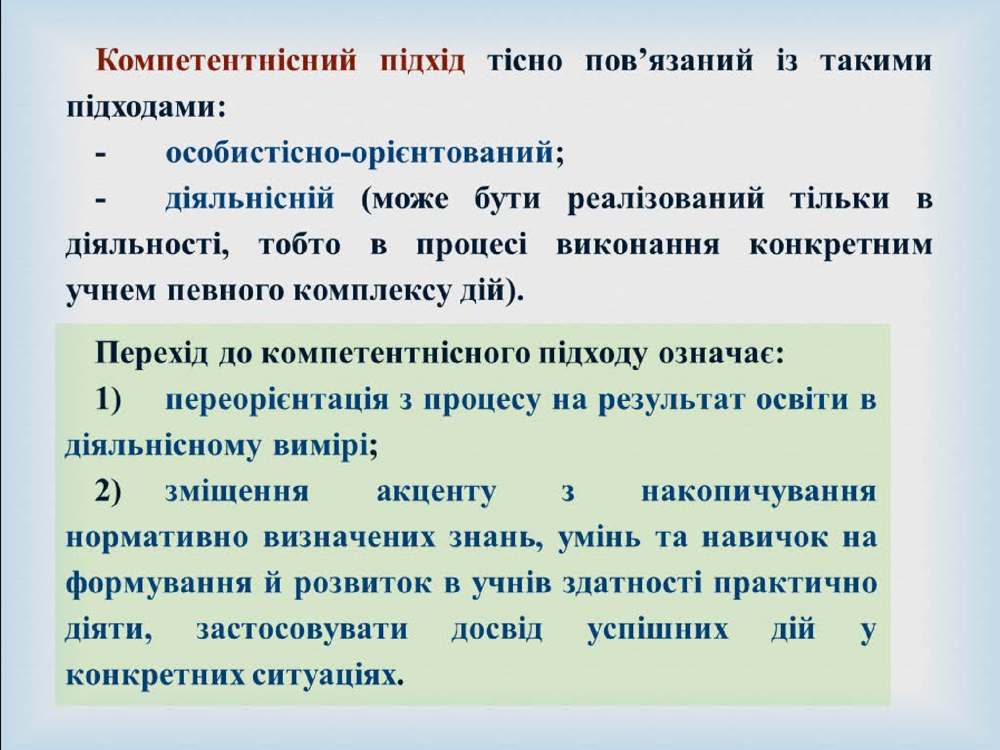 Компетентнісний підхід тісно пов’язаний із такими
підходами:
- особистісно-орієнтований;
- діяльнісній (може бути реалізований тільки в
діяльності, тобто в процесі виконання конкретним
учнем певного комплексу дій).
Перехід до компетентнісного підходу означає:
1) переорієнтація з процесу на результат освіти в
діяльнісному вимірі;
2) зміщення акценту з накопичування
нормативно визначених знань, умінь та навичок на
формування й розвиток в учнів здатності практично
діяти, застосовувати досвід успішних дій у
конкретних ситуаціях.